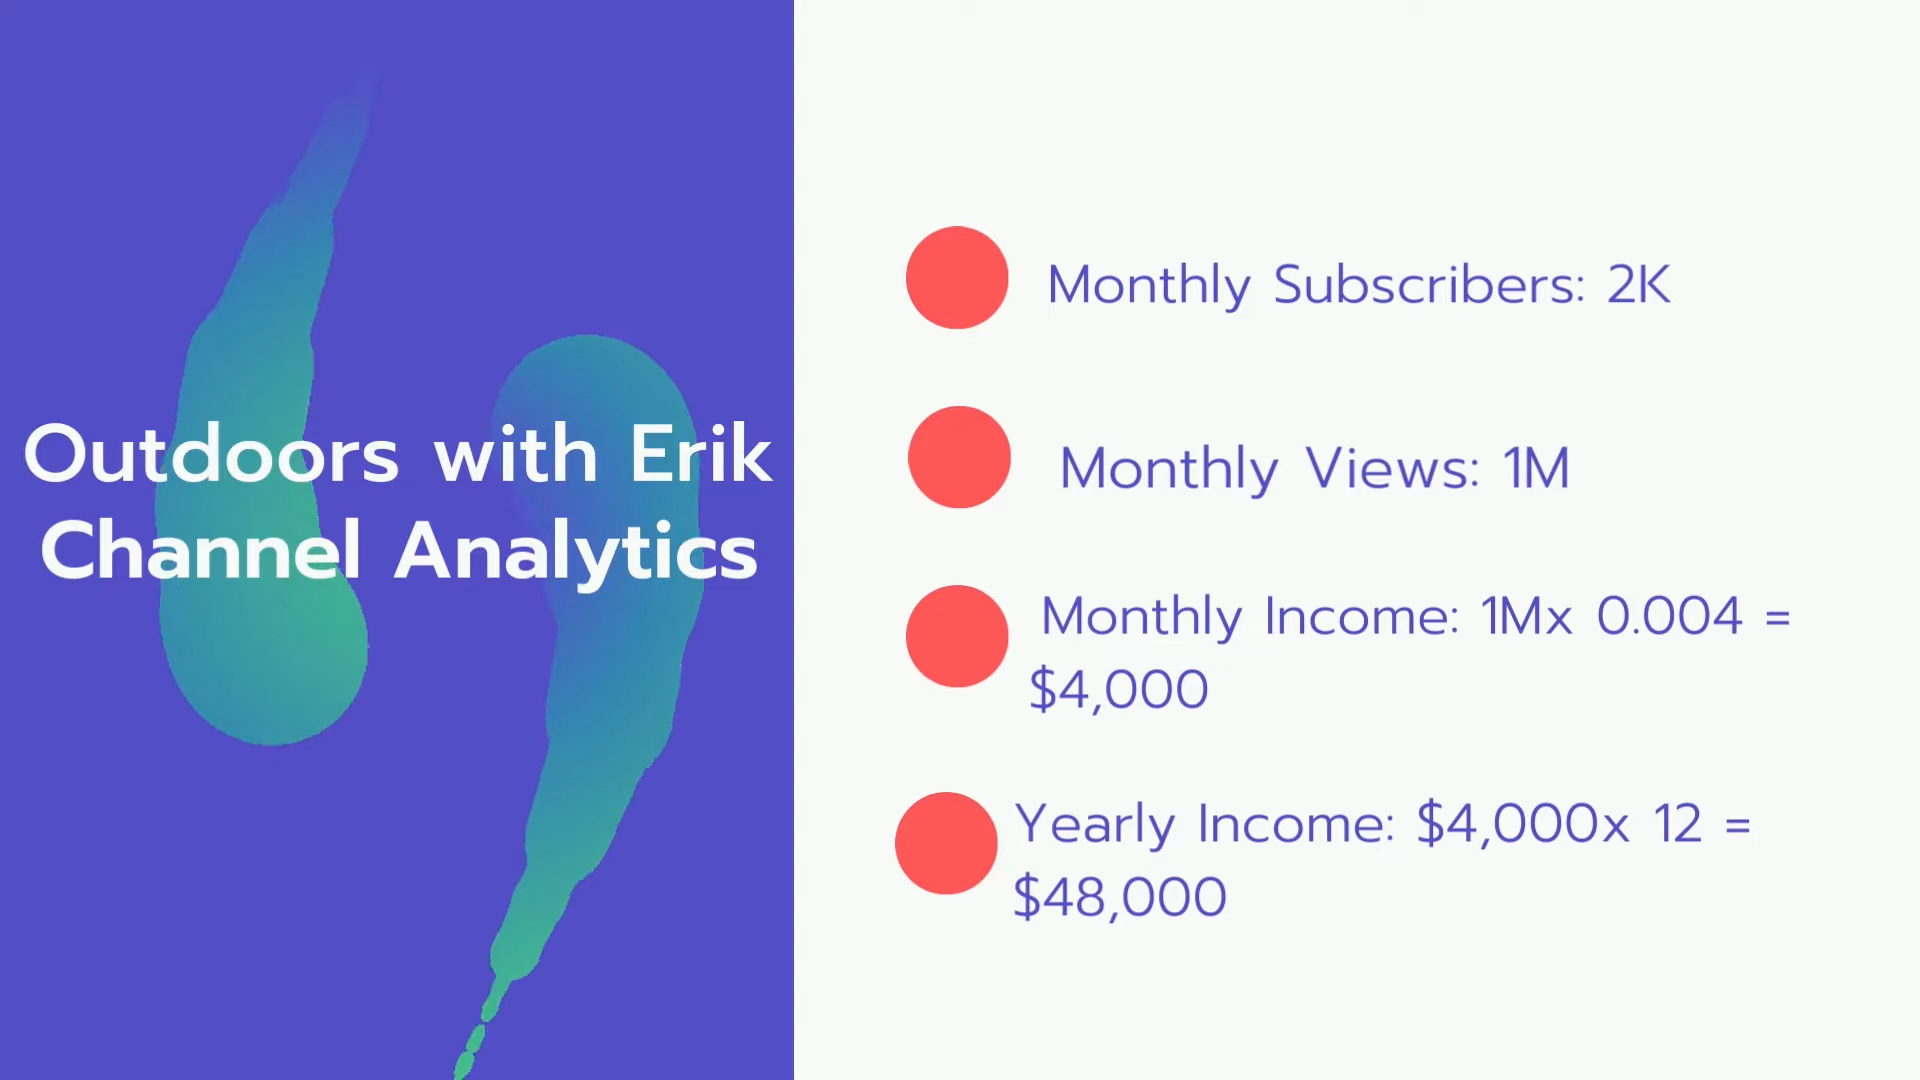 Outdoors with Erik
Channel Analytics
Monthly Subscribers: 2K
Monthly Views: 1M
Monthly Income: 1Mx 0.004 =
$4,000
Yearly Income: $4,000x 12 =
$48,000